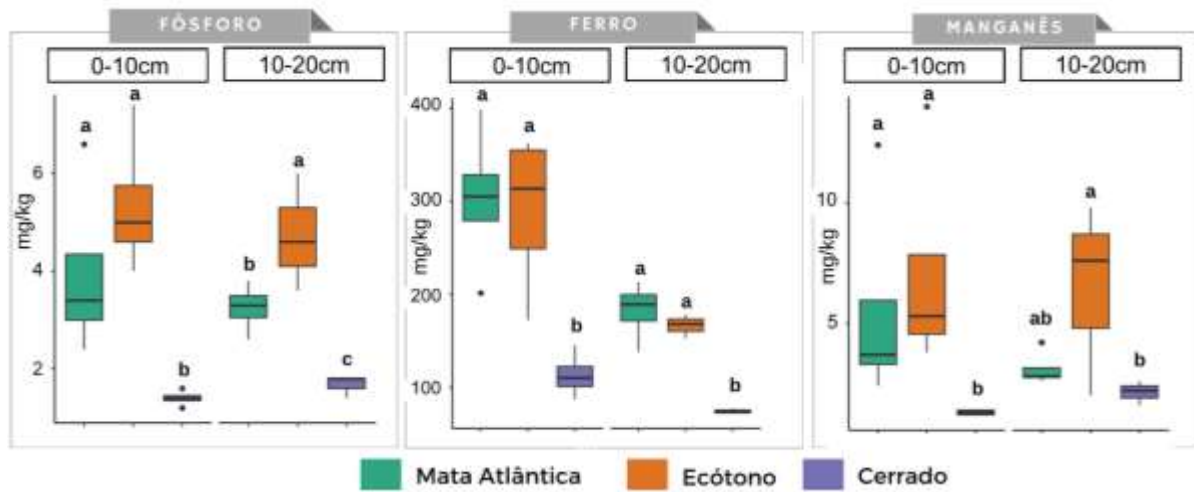 FÓSFORO
0-10cm
10-20cm
mg/kg
6
4
2
a
a
b
b
a
c
FERRO
0-10cm
10-20cm
mg/kg
400
300
200
100
a
a
b
a
a
b
MANGANÊS
0-10cm
10-20cm
mg/kg
10
5
a
a
b
ab
a
b
Mata Atlântica
Ecótono
Cerrado